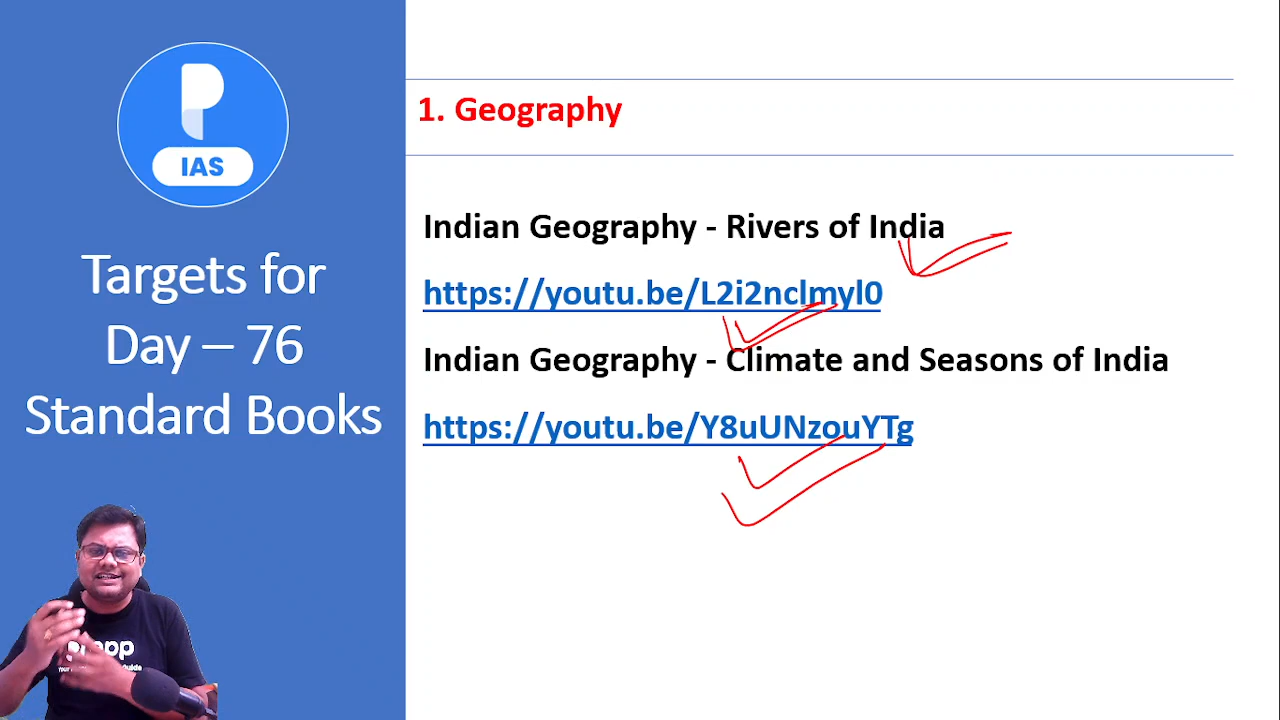 IAS
Targets for
Day – 76
Standard Books
1. Geography
Indian Geography - Rivers of India
https://youtu.be/L2i2nclmyl0
Indian Geography - Climate and Seasons of India
https://youtu.be/Y8uUNzouYTg